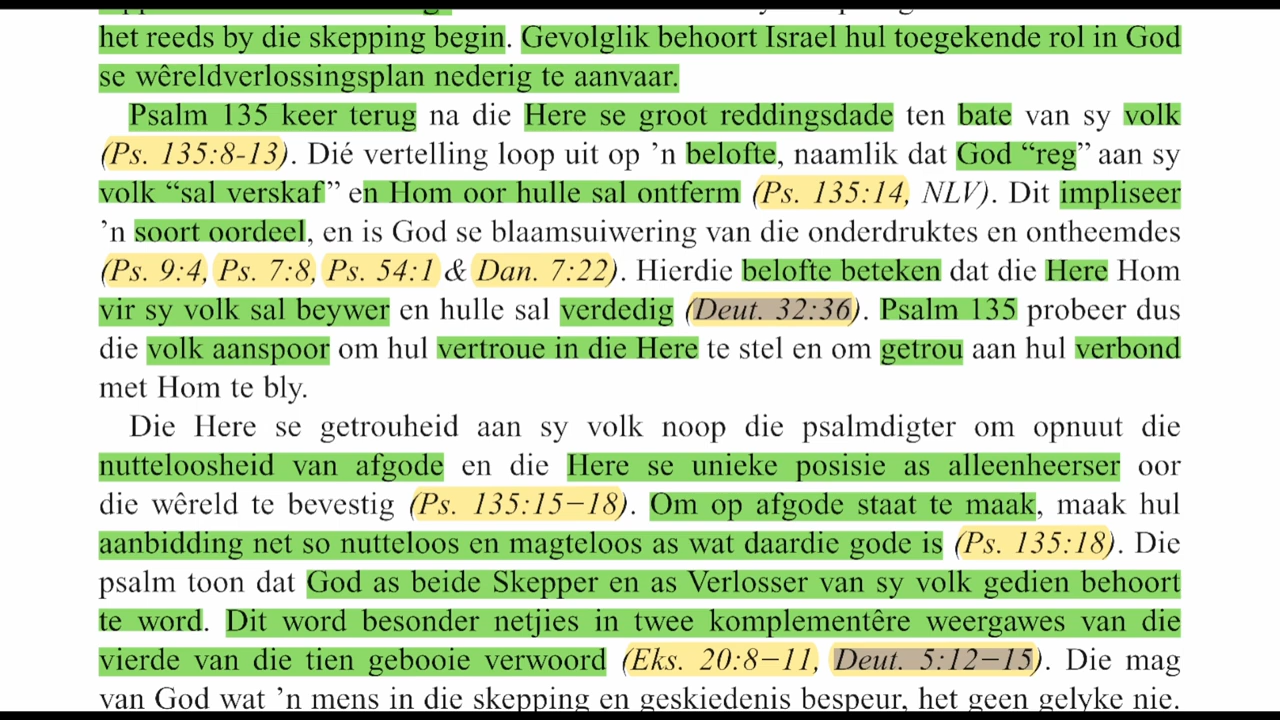 het reeds by die skepping begin. Gevolglik behoort Israel hul toegekende rol in God
se wêreldverlossingsplan nederig te aanvaar.
Psalm 135 keer terug na die Here se groot reddingsdade ten bate van sy volk
(Ps. 135:8-13). Dié vertelling loop uit op ’n belofte, naamlik dat God “reg” aan sy
volk “sal verskaf” en Hom oor hulle sal ontferm (Ps. 135:14, NLV). Dit impliseer
’n soort oordeel, en is God se blaamsuiwering van die onderdruktes en ontheemdes
(Ps. 9:4, Ps. 7:8, Ps. 54:1 & Dan. 7:22). Hierdie belofte beteken dat die Here Hom
vir sy volk sal beywer en hulle sal verdedig (Deut. 32:36). Psalm 135 probeer dus
die volk aanspoor om hul vertroue in die Here te stel en om getrou aan hul verbond
met Hom te bly.
Die Here se getrouheid aan sy volk noop die psalmdigter om opnuut die
nutteloosheid van afgode en die Here se unieke posisie as alleenheerser oor
die wêreld te bevestig (Ps. 135:15–18). Om op afgode staat te maak, maak hul
aanbidding net so nutteloos en magteloos as wat daardie gode is (Ps. 135:18). Die
psalm toon dat God as beide Skepper en as Verlosser van sy volk gedien behoort
te word. Dit word besonder netjies in twee komplementêre weergawes van die
vierde van die tien gebooie verwoord (Eks. 20:8–11, Deut. 5:12–15). Die mag
van God wat ’n mens in die skepping en geskiedenis bespeur, het geen gelyke nie.